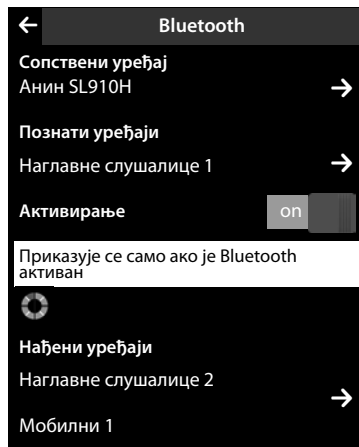 Bluetooth
Сопствени уређај
Анин SL910H
Познати уређаји
Наглавне слушалице 1
Активирање on
Приказује се само ако је Bluetooth
активан
Нађени уређаји
Наглавне слушалице 2
Мобилни 1